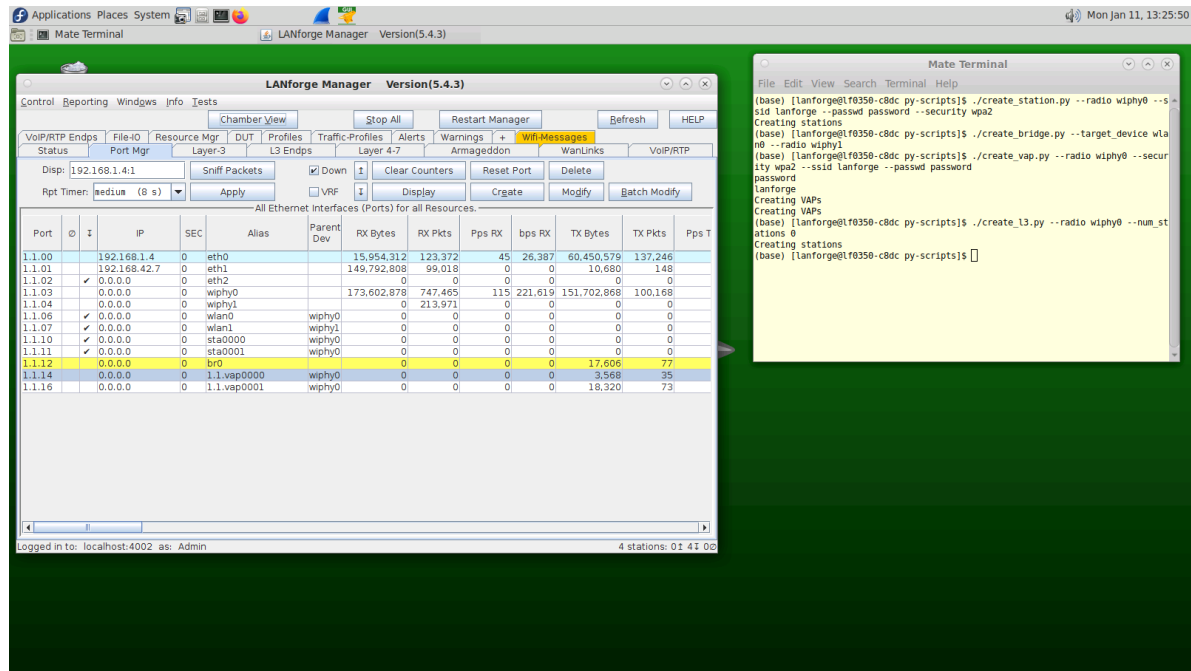 Applications Places System GUI Mon Jan 11, 13:25:50
Mate Terminal LANforge Manager Version(5.4.3)
LANforge Manager Version(5.4.3)
Control Reporting Windows Info Tests
Chamber View Stop All Restart Manager Refresh HELP
VoIP/RTP Endps File-IO Resource Mgr DUT Profiles Traffic-Profiles Alerts Warnings + Wifi-Messages
Status Port Mgr Layer-3 L3 Endps Layer 4-7 Armageddon WanLinks VoIP/RTP
Disp: 192.168.1.4:1 Sniff Packets Down ↥ Clear Counters Reset Port Delete
Rpt Timer: medium (8 s) Apply VRF ↧ Display Create Modify Batch Modify
All Ethernet Interfaces (Ports) for all Resources.
Port ∅ ↧ IP SEC Alias Parent Dev RX Bytes RX Pkts Pps RX bps RX TX Bytes TX Pkts Pps T
1.1.00 192.168.1.4 0 eth0 15,954,312 123,372 45 26,387 60,450,579 137,246
1.1.01 192.168.42.7 0 eth1 149,792,808 99,018 0 0 10,680 148
1.1.02 ✔ 0.0.0.0 0 eth2 0 0 0 0 0 0
1.1.03 0.0.0.0 0 wiphy0 173,602,878 747,465 115 221,619 151,702,868 100,168
1.1.04 0.0.0.0 0 wiphy1 0 213,971 0 0 0 0
1.1.06 ✔ 0.0.0.0 0 wlan0 wiphy0 0 0 0 0 0 0
1.1.07 ✔ 0.0.0.0 0 wlan1 wiphy1 0 0 0 0 0 0
1.1.10 ✔ 0.0.0.0 0 sta0000 wiphy0 0 0 0 0 0 0
1.1.11 ✔ 0.0.0.0 0 sta0001 wiphy0 0 0 0 0 0 0
1.1.12 0.0.0.0 0 br0 0 0 0 0 17,606 77
1.1.14 0.0.0.0 0 1.1.vap0000 wiphy0 0 0 0 0 3,568 35
1.1.16 0.0.0.0 0 1.1.vap0001 wiphy0 0 0 0 0 18,320 73
Logged in to: localhost:4002 as: Admin 4 stations: 0↥ 4↧ 0∅
Mate Terminal
File Edit View Search Terminal Help
(base) [lanforge@lf0350-c8dc py-scripts]$ ./create_station.py --radio wiphy0 --s
sid lanforge --passwd password --security wpa2
Creating stations
(base) [lanforge@lf0350-c8dc py-scripts]$ ./create_bridge.py --target_device wla
n0 --radio wiphy1
(base) [lanforge@lf0350-c8dc py-scripts]$ ./create_vap.py --radio wiphy0 --secur
ity wpa2 --ssid lanforge --passwd password
password
lanforge
Creating VAPs
Creating VAPs
(base) [lanforge@lf0350-c8dc py-scripts]$ ./create_l3.py --radio wiphy0 --num_st
ations 0
Creating stations
(base) [lanforge@lf0350-c8dc py-scripts]$